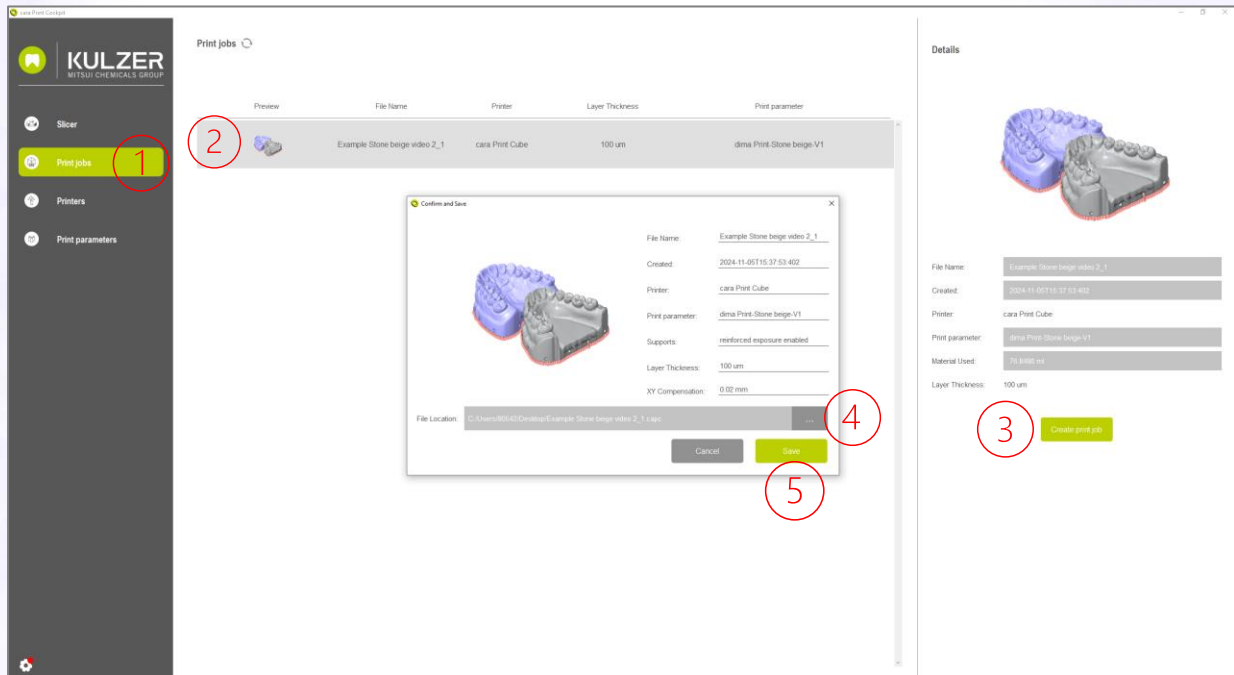 cara Print Cockpit
KULZER
MITSUI CHEMICALS GROUP
Slicer
Print jobs
1
Printers
Print parameters
Print jobs
Preview File Name Printer Layer Thickness Print parameter
2
Example Stone beige video 2_1 cara Print Cube 100 um dima Print-Stone beige-V1
Confirm and Save
File Name: Example Stone beige video 2_1
Created: 2024-11-05T15:37:53:402
Printer: cara Print Cube
Print parameter: dima Print-Stone beige-V1
Supports: reinforced exposure enabled
Layer Thickness: 100 um
XY Compensation: 0.02 mm
File Location: Desktop/Example Stone beige video 2_1 ...
4
Cancel Save
5
Details
File Name: Example Stone beige video 2_1
Created: 2024-11-05T15:37:53:402
Printer cara Print Cube
Print parameter: dima Print-Stone beige-V1
Material Used: ml
Layer Thickness: 100 um
3
Create print job